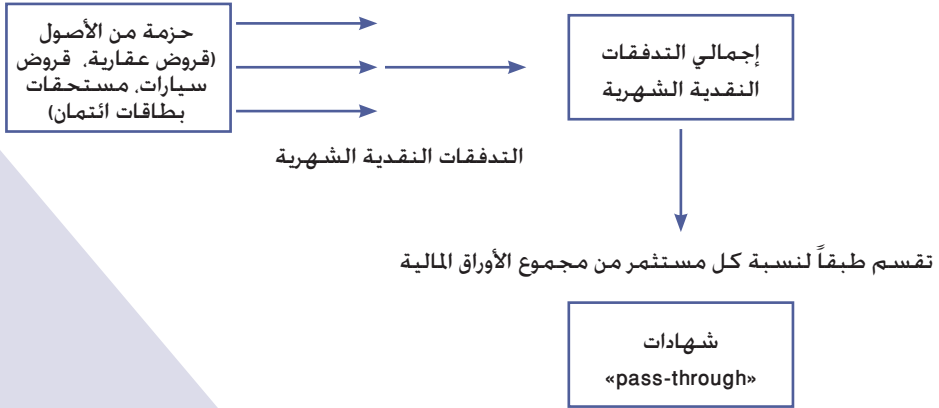 حزمة من الأصول
(قروض عقارية، قروض
سيارات، مستحقات
بطاقات ائتمان)
إجمالي التدفقات
النقدية الشهرية
التدفقات النقدية الشهرية
تقسم طبقاً لنسبة كل مستثمر من مجموع الأوراق المالية
شهادات
«pass-through»